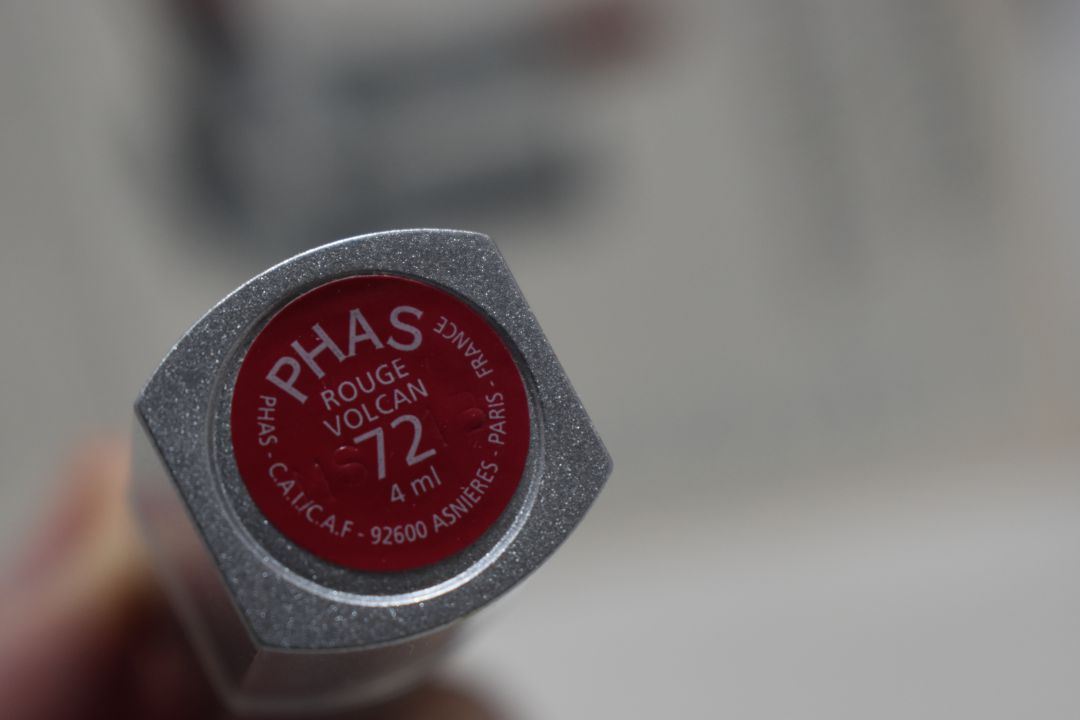 PHAS
ROUGE
VOLCAN
72
4 ml
PHAS - C.A.I./C.A.F - 92600 ASNIÈRES - PARIS - FRANCE